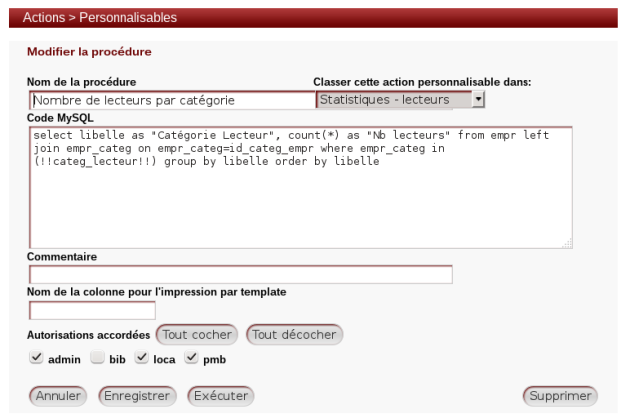 Actions > Personnalisables
Modifier la procédure
Nom de la procédure Classer cette action personnalisable dans:
Nombre de lecteurs par catégorie Statistiques - lecteurs
Code MySQL
select libelle as "Catégorie Lecteur", count(*) as "Nb lecteurs" from empr left
join empr_categ on empr_categ=id_categ_empr where empr_categ in
(!!categ_lecteur!!) group by libelle order by libelle
Commentaire
Nom de la colonne pour l'impression par template
Autorisations accordées Tout cocher Tout décocher
admin bib loca pmb
Annuler Enregistrer Exécuter Supprimer